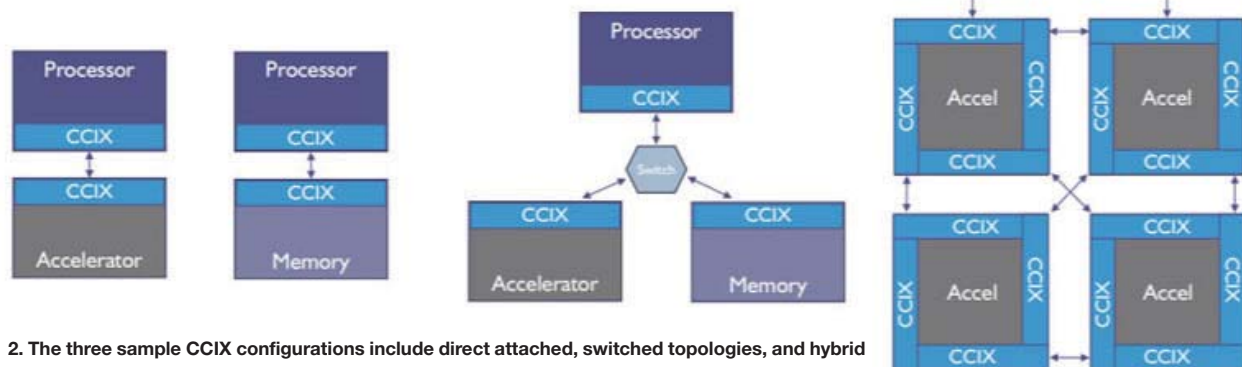 Processor
CCIX
CCIX
Accelerator
Processor
CCIX
CCIX
Memory
Processor
CCIX
Switch
CCIX
Accelerator
CCIX
Memory
CCIX
CCIX
Accel
CCIX
CCIX
CCIX
CCIX
Accel
CCIX
CCIX
CCIX
CCIX
Accel
CCIX
CCIX
CCIX
CCIX
Accel
CCIX
CCIX
2. The three sample CCIX configurations include direct attached, switched topologies, and hybrid